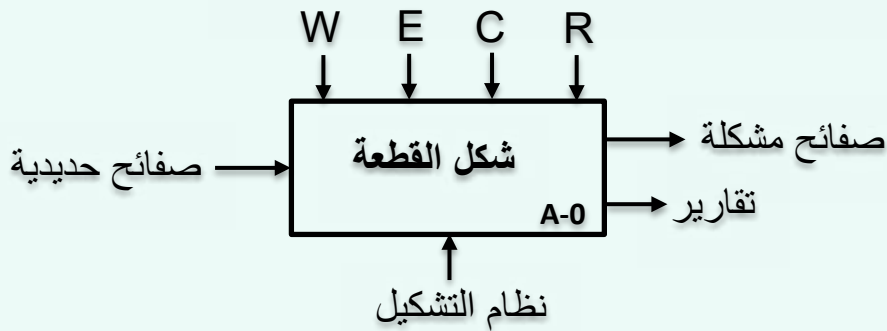 W E C R
شكل القطعة
صفائح مشكلة
صفائح حديدية
تقارير
A-0
نظام التشكيل